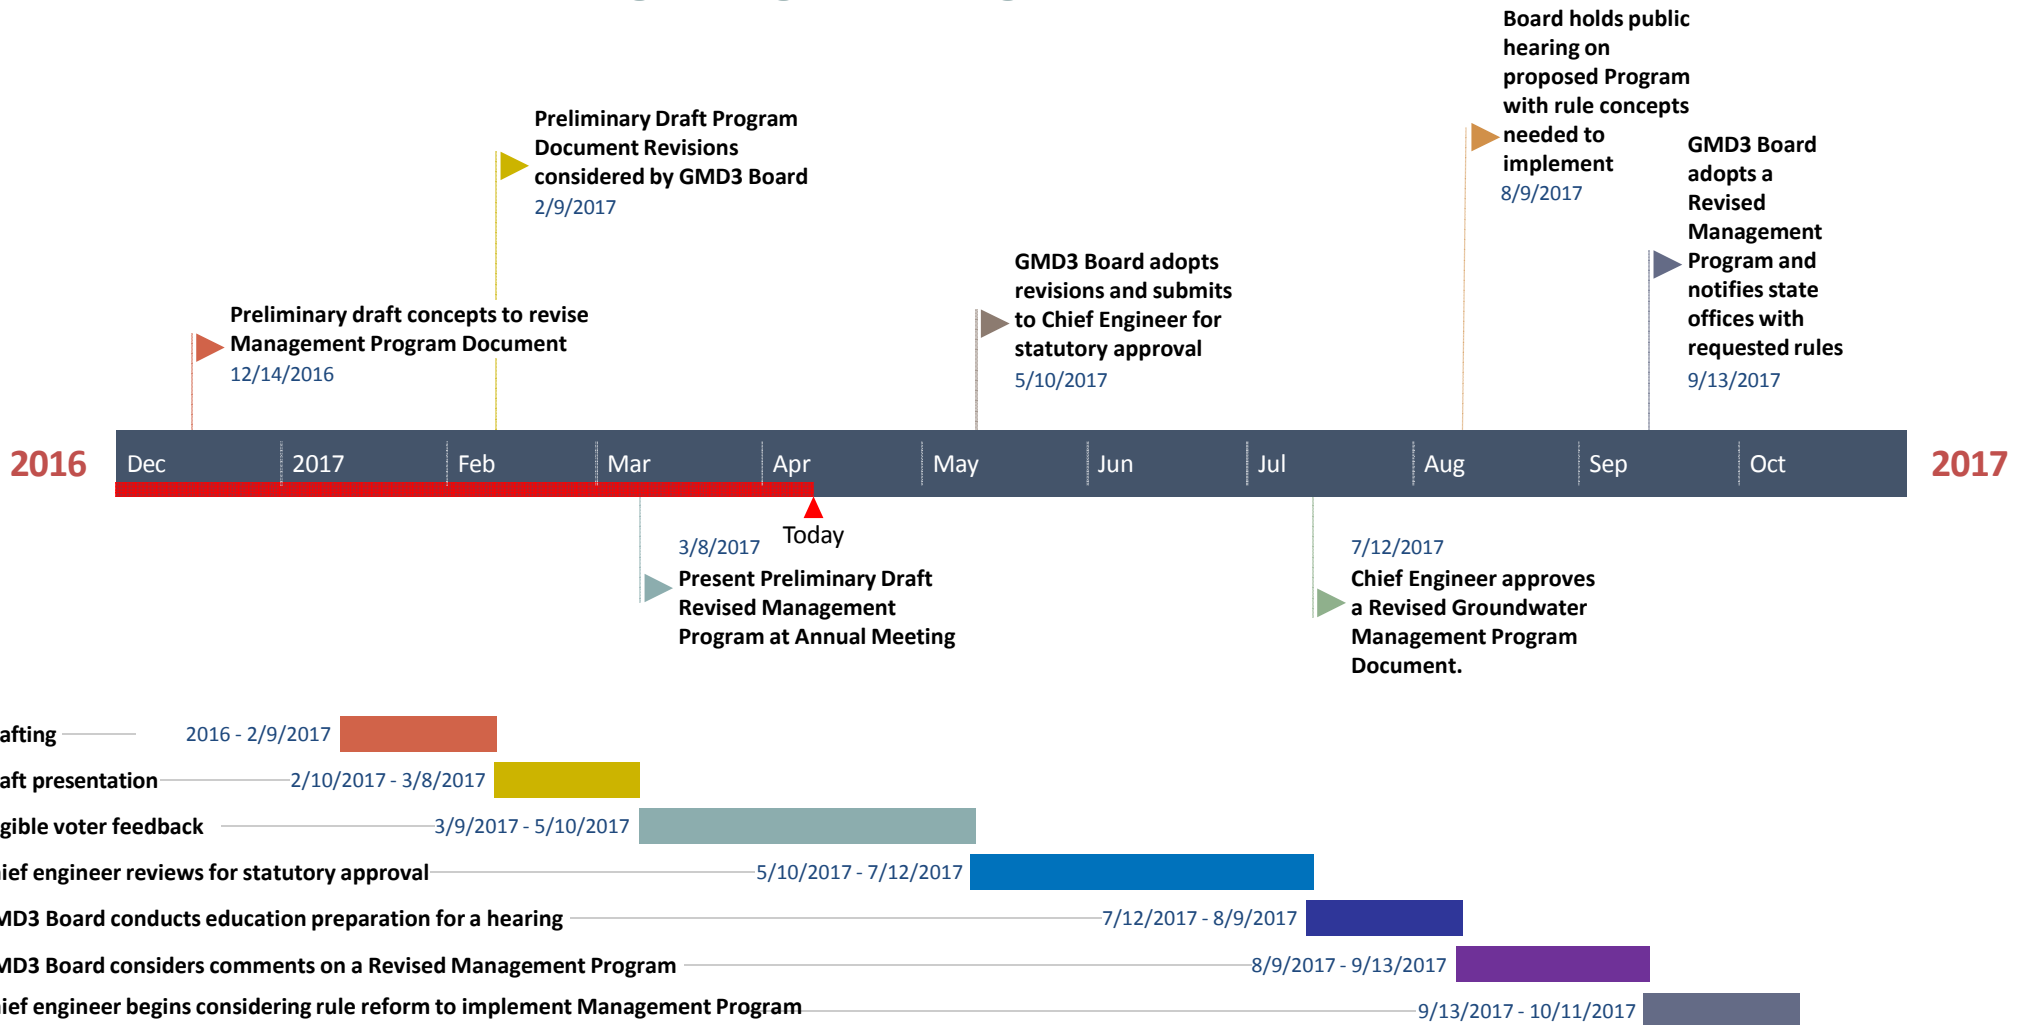 Board holds public
hearing on
proposed Program
with rule concepts
needed to
implement
8/9/2017
Preliminary Draft Program
Document Revisions
considered by GMD3 Board
2/9/2017
GMD3 Board
adopts a
Revised
Management
Program and
notifies state
offices with
requested rules
9/13/2017
GMD3 Board adopts
revisions and submits
to Chief Engineer for
statutory approval
5/10/2017
Preliminary draft concepts to revise
Management Program Document
12/14/2016
2016 Dec 2017 Feb Mar Apr May Jun Jul Aug Sep Oct 2017
Today
3/8/2017
Present Preliminary Draft
Revised Management
Program at Annual Meeting
7/12/2017
Chief Engineer approves
a Revised Groundwater
Management Program
Document.
afting 2016 - 2/9/2017
aft presentation 2/10/2017 - 3/8/2017
gible voter feedback 3/9/2017 - 5/10/2017
ief engineer reviews for statutory approval 5/10/2017 - 7/12/2017
MD3 Board conducts education preparation for a hearing 7/12/2017 - 8/9/2017
MD3 Board considers comments on a Revised Management Program 8/9/2017 - 9/13/2017
ief engineer begins considering rule reform to implement Management Program 9/13/2017 - 10/11/2017